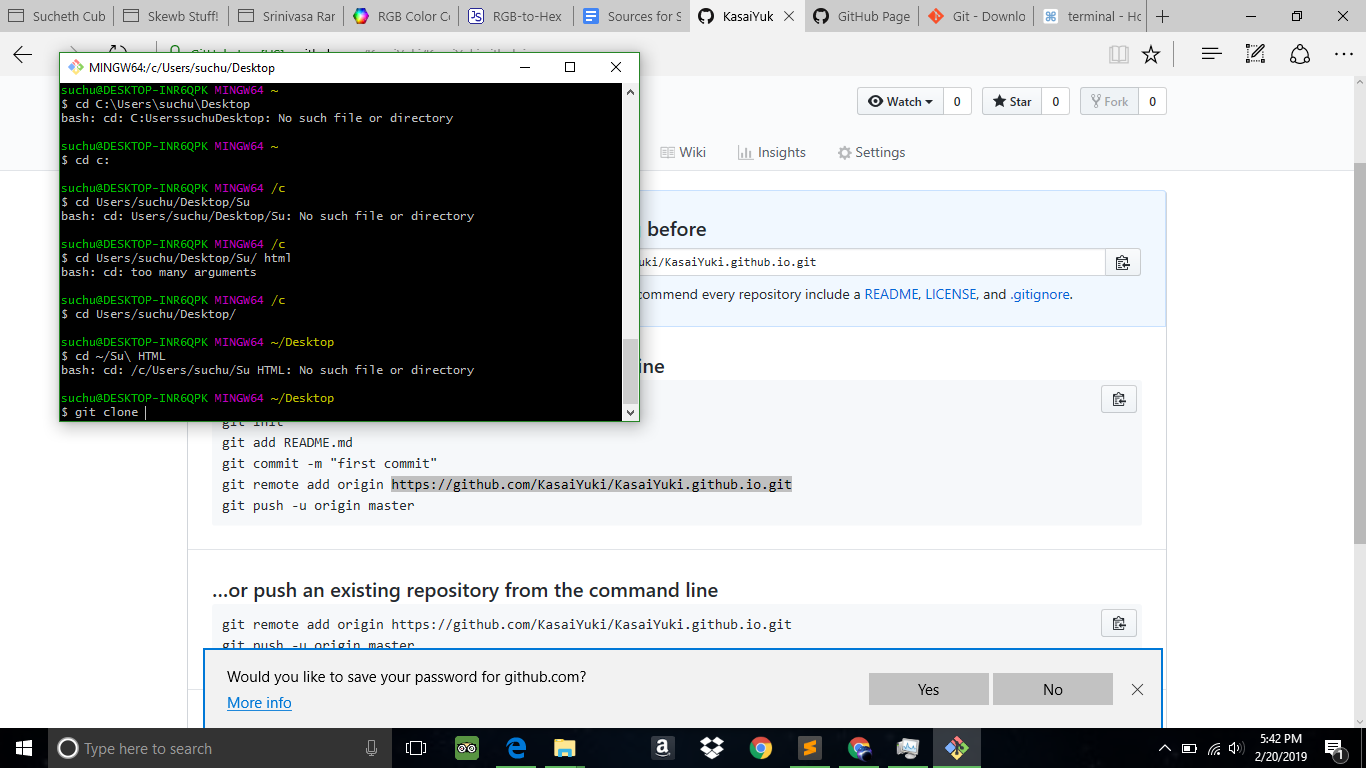 Sucheth Cub
Skewb Stuff!
Srinivasa Rar
RGB Color C
RGB-to-Hex
Sources for S
KasaiYuk
GitHub Page
Git - Downlo
terminal - Ho
MINGW64:/c/Users/suchu/Desktop
suchu@DESKTOP-INR6QPK MINGW64 ~
$ cd C:\Users\suchu\Desktop
bash: cd: C:UserssuchuDesktop: No such file or directory
suchu@DESKTOP-INR6QPK MINGW64 ~
$ cd c:
suchu@DESKTOP-INR6QPK MINGW64 /c
$ cd Users/suchu/Desktop/Su
bash: cd: Users/suchu/Desktop/Su: No such file or directory
suchu@DESKTOP-INR6QPK MINGW64 /c
$ cd Users/suchu/Desktop/Su/ html
bash: cd: too many arguments
suchu@DESKTOP-INR6QPK MINGW64 /c
$ cd Users/suchu/Desktop/
suchu@DESKTOP-INR6QPK MINGW64 ~/Desktop
$ cd ~/Su\ HTML
bash: cd: /c/Users/suchu/Su HTML: No such file or directory
suchu@DESKTOP-INR6QPK MINGW64 ~/Desktop
$ git clone
Watch 0 Star 0 Fork 0
Wiki Insights Settings
before
uki/KasaiYuki.github.io.git
commend every repository include a README, LICENSE, and .gitignore.
ine
git init
git add README.md
git commit -m "first commit"
git remote add origin https://github.com/KasaiYuki/KasaiYuki.github.io.git
git push -u origin master
…or push an existing repository from the command line
git remote add origin https://github.com/KasaiYuki/KasaiYuki.github.io.git
git push -u origin master
Would you like to save your password for github.com?
More info
Yes
No
Type here to search
5:42 PM
2/20/2019
1